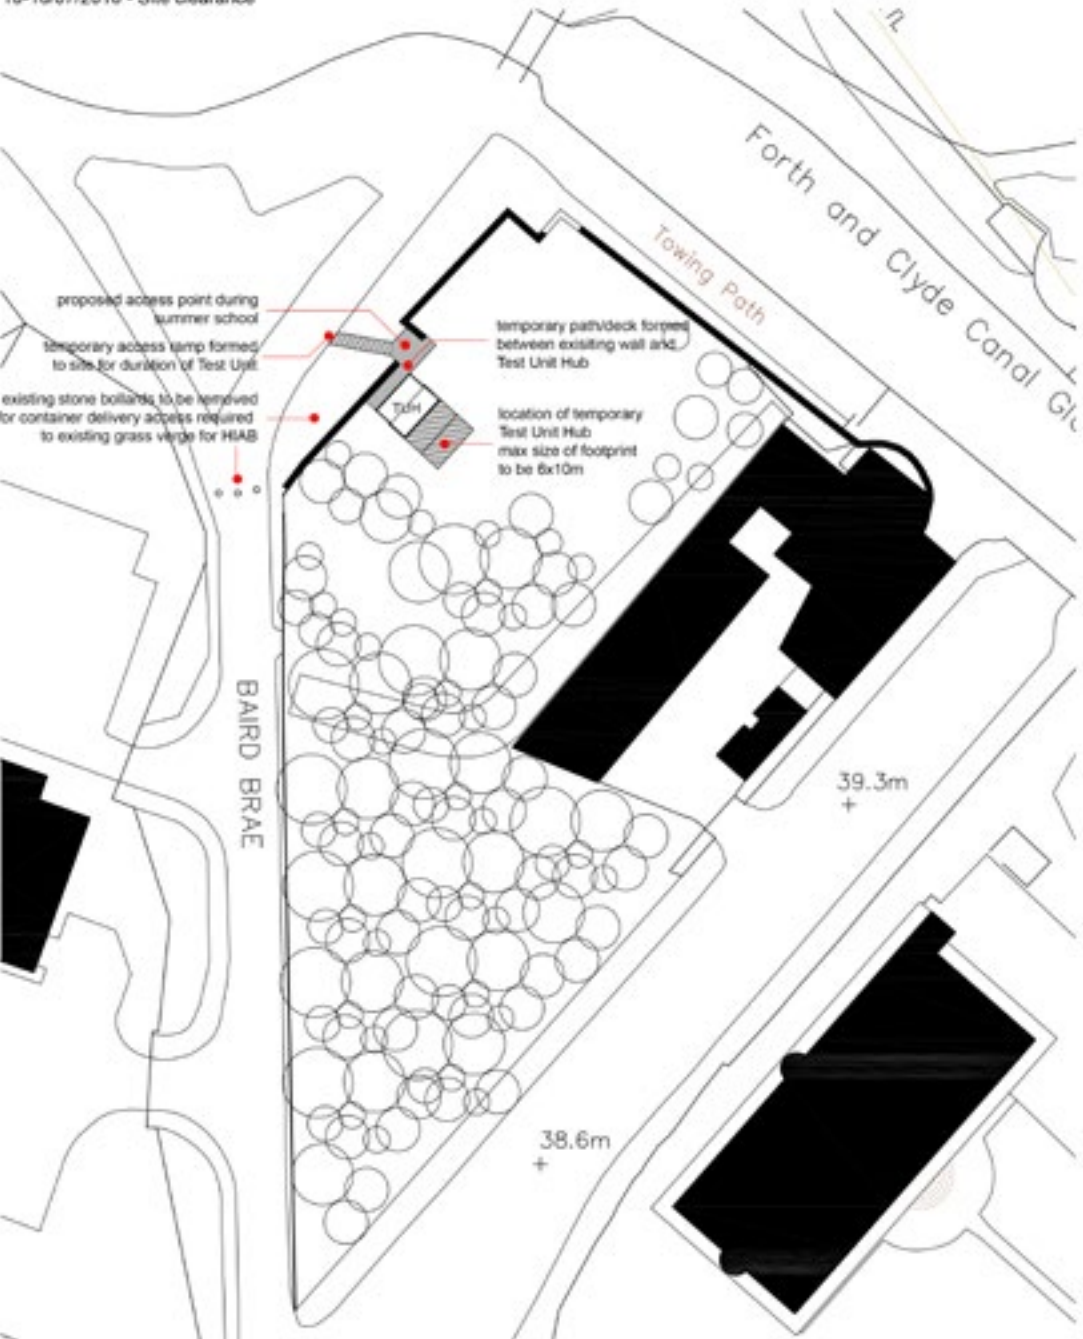 Site Clearance
Forth and Clyde Canal
Towing Path
proposed access point during
summer school
temporary access ramp formed
to site for duration of Test Unit
existing stone bollards to be removed
for container delivery access required
to existing grass verge for HIAB
temporary path/deck formed
between exisiting wall and
Test Unit Hub
TUH
location of temporary
Test Unit Hub
max size of footprint
to be 6x10m
BAIRD BRAE
39.3m
38.6m